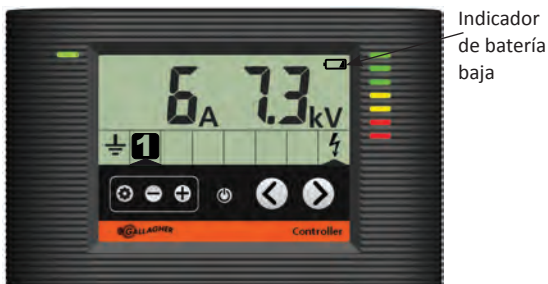 Indicador
de batería
baja
6A 7.3kV
1
GALLAGHER Controller